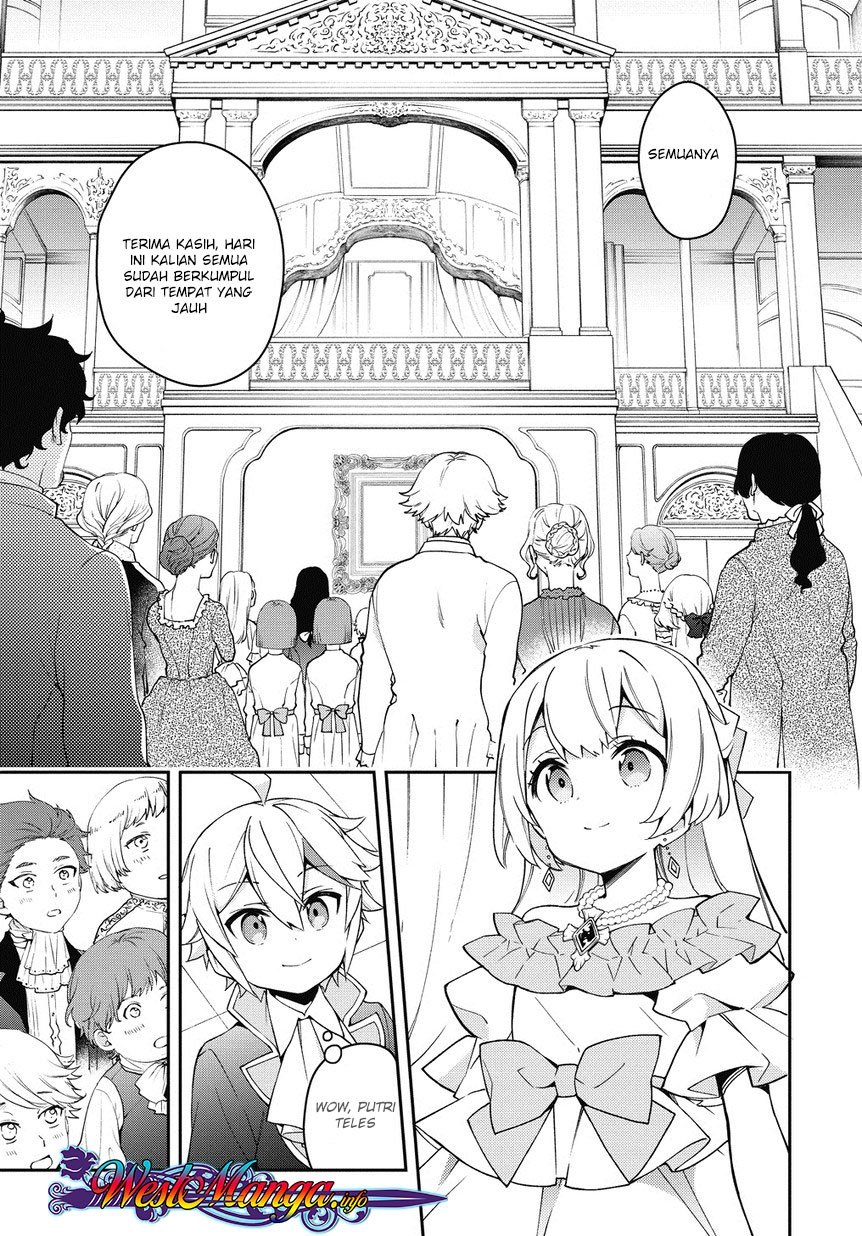 SEMUANYA
TERIMA KASIH, HARI
INI KALIAN SEMUA
SUDAH BERKUMPUL
DARI TEMPAT YANG
JAUH
WOW, PUTRI
TELES
WestManga.info